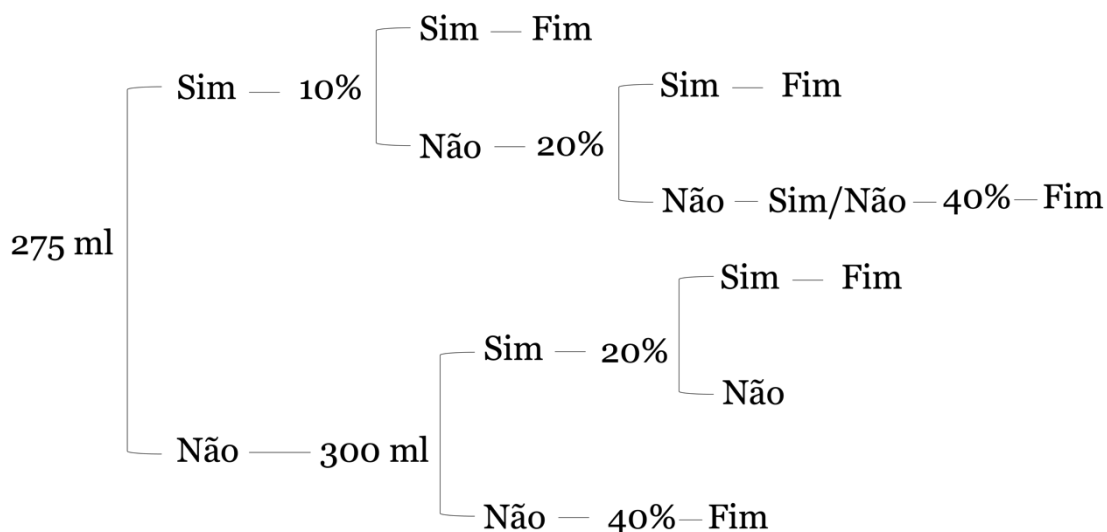 Sim — Fim
Sim — 10%
Sim — Fim
Não — 20%
Não — Sim/Não — 40% — Fim
275 ml
Sim — Fim
Sim — 20%
Não
Não — 300 ml
Não — 40% — Fim